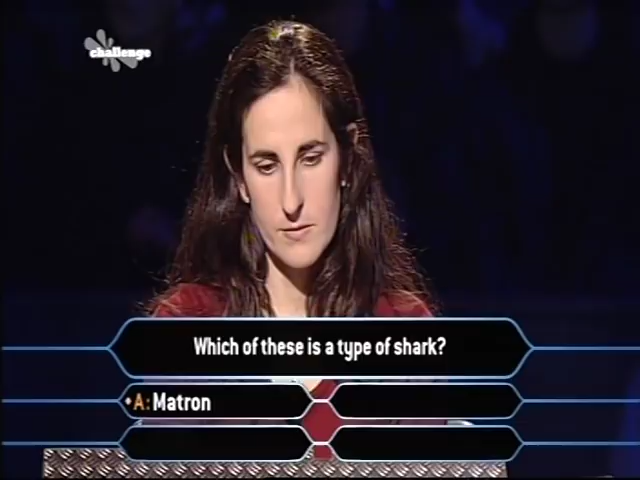 challenge
Which of these is a type of shark?
A: Matron